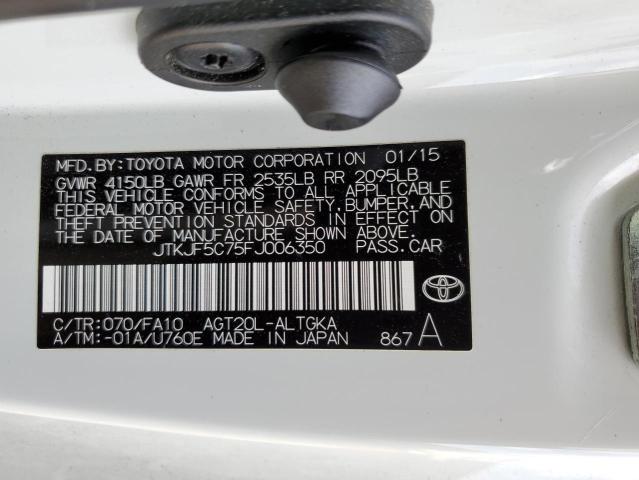 MFD.BY:TOYOTA MOTOR CORPORATION 01/15
GVWR 4150LB GAWR FR 2535LB RR 2095LB
THIS VEHICLE CONFORMS TO ALL APPLICABLE
FEDERAL MOTOR VEHICLE SAFETY, BUMPER, AND
THEFT PREVENTION STANDARDS IN EFFECT ON
THE DATE OF MANUFACTURE SHOWN ABOVE.
JTKJF5C75FJ006350 PASS.CAR
C/TR:070/FA10 AGT20L-ALTGKA
A/TM:-01A/U760E MADE IN JAPAN 867 A